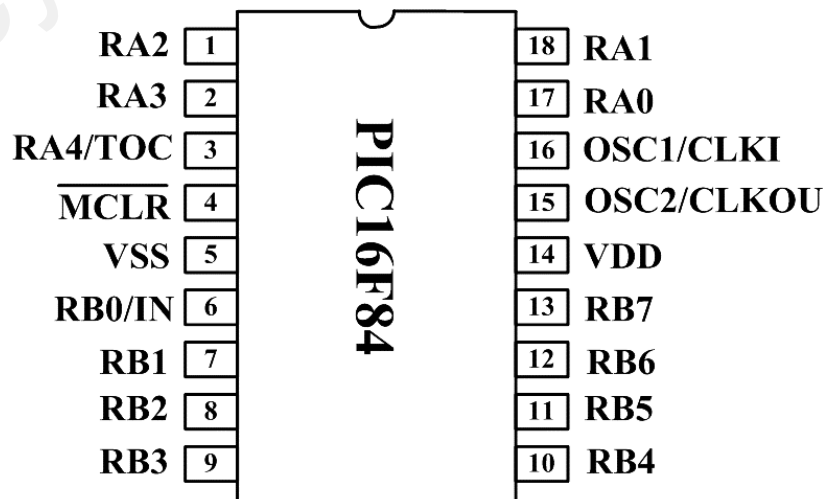 RA2 1 18 RA1
RA3 2 17 RA0
RA4/TOC 3 16 OSC1/CLKI
MCLR 4 15 OSC2/CLKOU
VSS 5 14 VDD
RB0/IN 6 13 RB7
RB1 7 12 RB6
RB2 8 11 RB5
RB3 9 10 RB4
PIC16F84